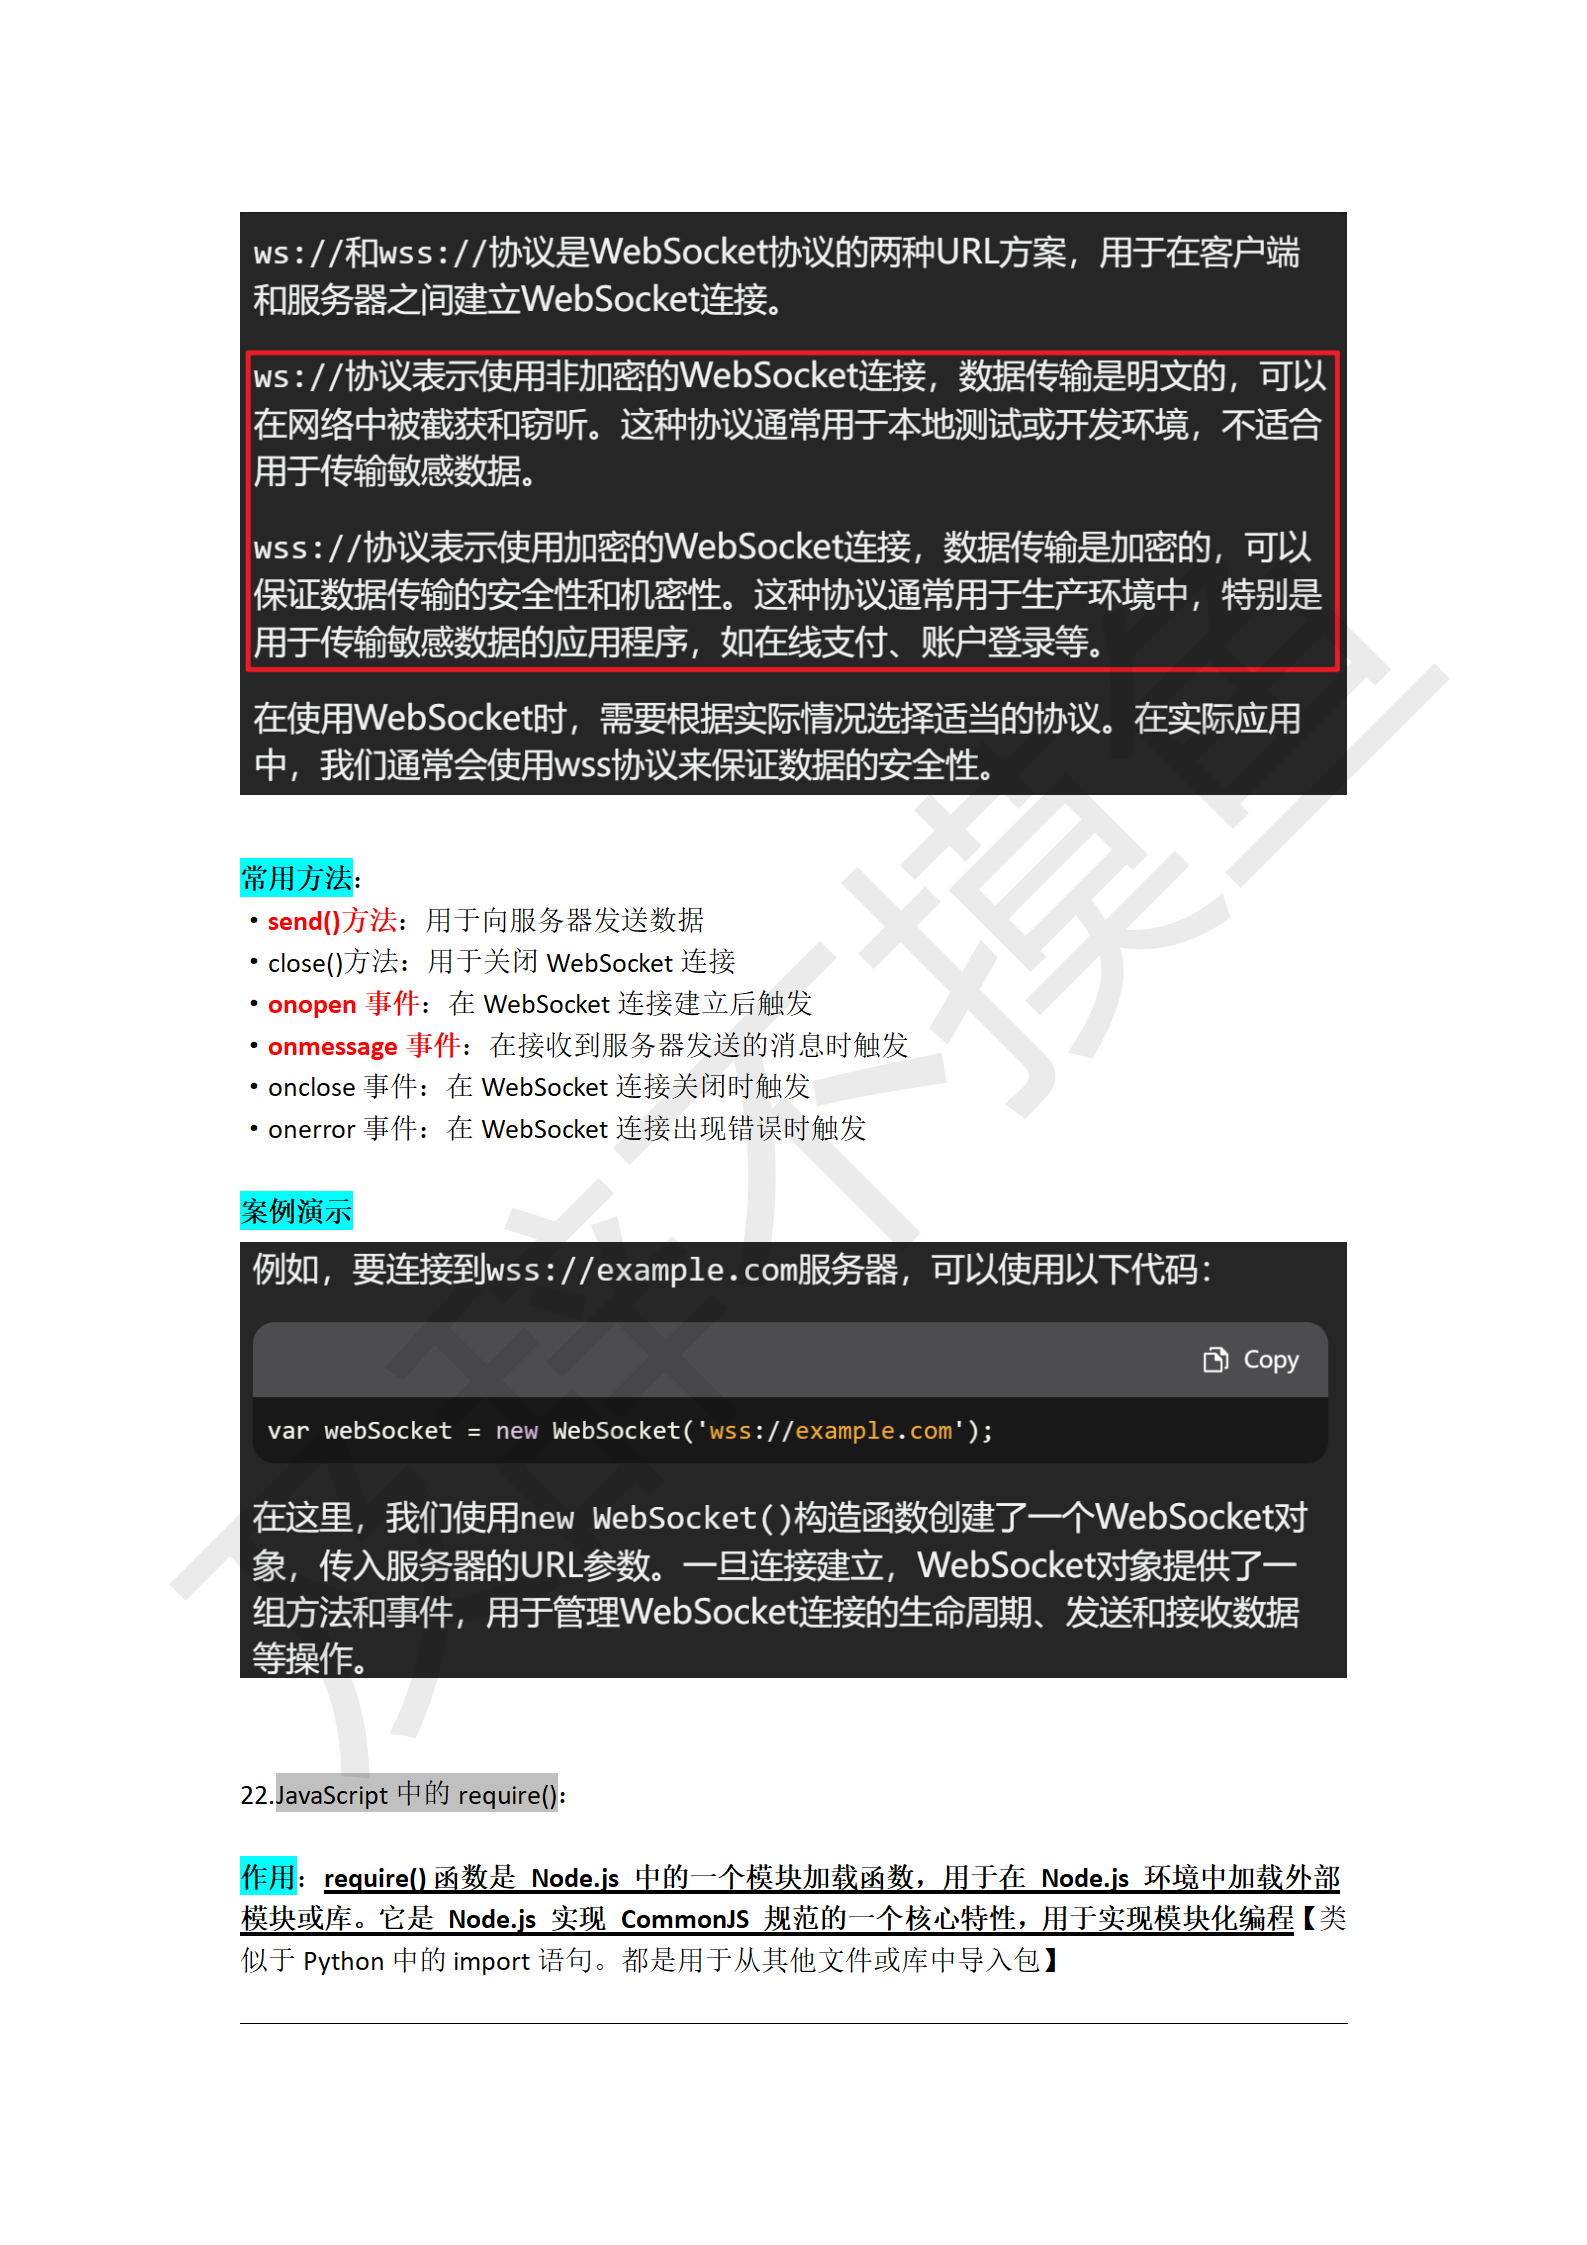 ws://和wss://协议是WebSocket协议的两种URL方案，用于在客户端
和服务器之间建立WebSocket连接。
ws://协议表示使用非加密的WebSocket连接，数据传输是明文的，可以
在网络中被截获和窃听。这种协议通常用于本地测试或开发环境，不适合
用于传输敏感数据。
wss://协议表示使用加密的WebSocket连接，数据传输是加密的，可以
保证数据传输的安全性和机密性。这种协议通常用于生产环境中，特别是
用于传输敏感数据的应用程序，如在线支付、账户登录等。
在使用WebSocket时，需要根据实际情况选择适当的协议。在实际应用
中，我们通常会使用wss协议来保证数据的安全性。
常用方法：
• send()方法：用于向服务器发送数据
• close()方法：用于关闭 WebSocket 连接
• onopen 事件：在 WebSocket 连接建立后触发
• onmessage 事件：在接收到服务器发送的消息时触发
• onclose 事件：在 WebSocket 连接关闭时触发
• onerror 事件：在 WebSocket 连接出现错误时触发
案例演示
例如，要连接到wss://example.com服务器，可以使用以下代码：
Copy
var webSocket = new WebSocket('wss://example.com');
在这里，我们使用new WebSocket()构造函数创建了一个WebSocket对
象，传入服务器的URL参数。一旦连接建立，WebSocket对象提供了一
组方法和事件，用于管理WebSocket连接的生命周期、发送和接收数据
等操作。
22.JavaScript 中的 require()：
作用：require() 函数是 Node.js 中的一个模块加载函数，用于在 Node.js 环境中加载外部
模块或库。它是 Node.js 实现 CommonJS 规范的一个核心特性，用于实现模块化编程【类
似于 Python 中的 import 语句。都是用于从其他文件或库中导入包】